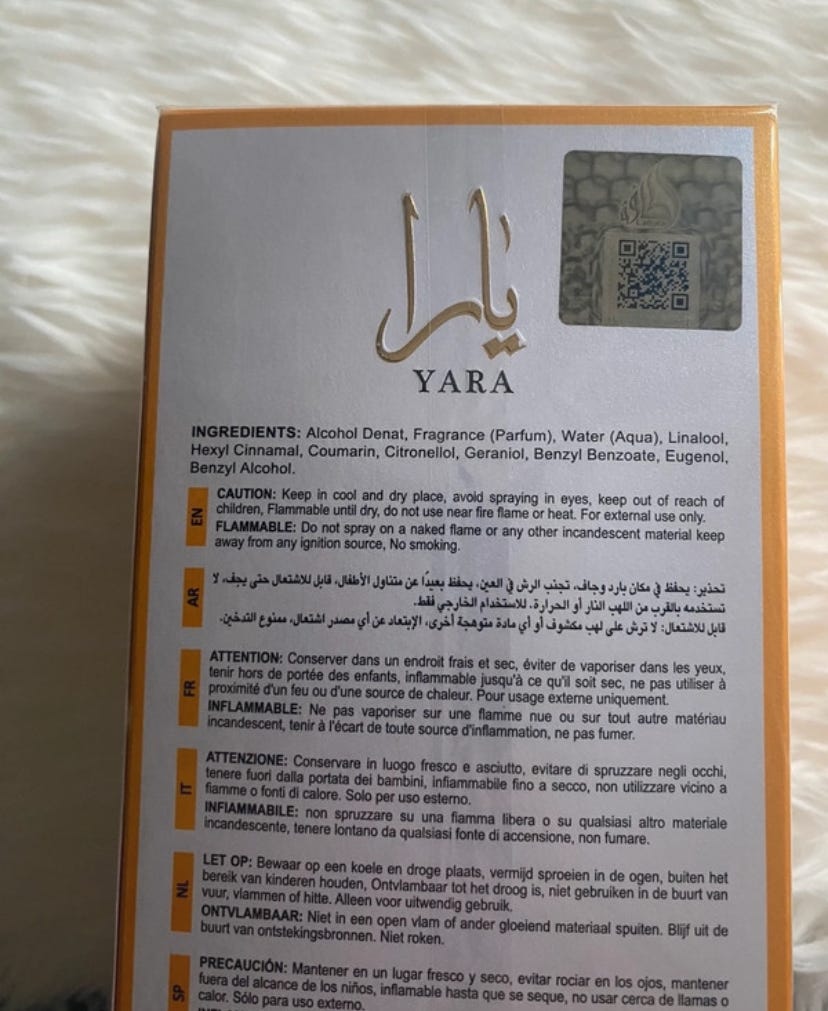 يارا
YARA
INGREDIENTS: Alcohol Denat, Fragrance (Parfum), Water (Aqua), Linalool,
Hexyl Cinnamal, Coumarin, Citronellol, Geraniol, Benzyl Benzoate, Eugenol,
Benzyl Alcohol.
EN
CAUTION: Keep in cool and dry place, avoid spraying in eyes, keep out of reach of
children, Flammable until dry, do not use near fire flame or heat. For external use only.
FLAMMABLE: Do not spray on a naked flame or any other incandescent material keep
away from any ignition source, No smoking.
AR
تحذير: يحفظ في مكان بارد وجاف، تجنب الرش في العين، يحفظ بعيدًا عن متناول الأطفال، قابل للاشتعال حتى يجف، لا
تستخدمه بالقرب من اللهب النار أو الحرارة. للاستخدام الخارجي فقط.
قابل للاشتعال: لا ترش على لهب مكشوف أو أي مادة متوهجة أخرى، الإبتعاد عن أي مصدر اشتعال، ممنوع التدخين.
FR
ATTENTION: Conserver dans un endroit frais et sec, éviter de vaporiser dans les yeux,
tenir hors de portée des enfants, inflammable jusqu'à ce qu'il soit sec, ne pas utiliser à
proximité d'un feu ou d'une source de chaleur. Pour usage externe uniquement.
INFLAMMABLE: Ne pas vaporiser sur une flamme nue ou sur tout autre matériau
incandescent, tenir à l'écart de toute source d'inflammation, ne pas fumer.
IT
ATTENZIONE: Conservare in luogo fresco e asciutto, evitare di spruzzare negli occhi,
tenere fuori dalla portata dei bambini, infiammabile fino a secco, non utilizzare vicino a
fiamme o fonti di calore. Solo per uso esterno.
INFIAMMABILE: non spruzzare su una fiamma libera o su qualsiasi altro materiale
incandescente, tenere lontano da qualsiasi fonte di accensione, non fumare.
NL
LET OP: Bewaar op een koele en droge plaats, vermijd sproeien in de ogen, buiten het
bereik van kinderen houden, Ontvlambaar tot het droog is, niet gebruiken in de buurt van
vuur, vlammen of hitte. Alleen voor uitwendig gebruik.
ONTVLAMBAAR: Niet in een open vlam of ander gloeiend materiaal spuiten. Blijf uit de
buurt van ontstekingsbronnen. Niet roken.
SP
PRECAUCIÓN: Mantener en un lugar fresco y seco, evitar rociar en los ojos, mantener
fuera del alcance de los niños, inflamable hasta que se seque, no usar cerca de llamas o
calor. Sólo para uso externo.